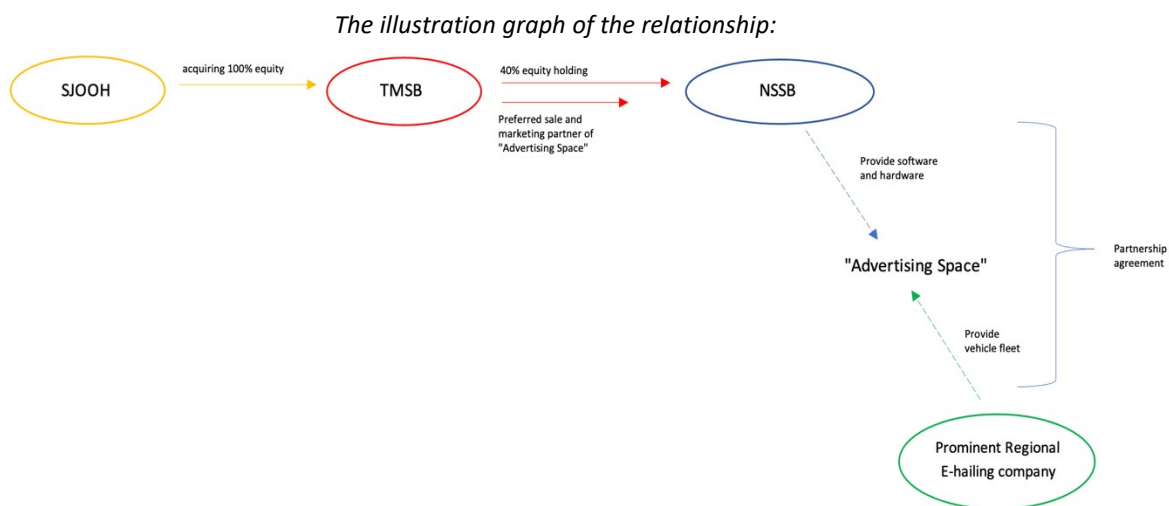 The illustration graph of the relationship:
acquiring 100% equity
40% equity holding
SJOOH
TMSB
NSSB
Preferred sale and
marketing partner of
"Advertising Space"
Provide software
and hardware
"Advertising Space"
Partnership
agreement
Provide
vehicle fleet
Prominent Regional
E-hailing company